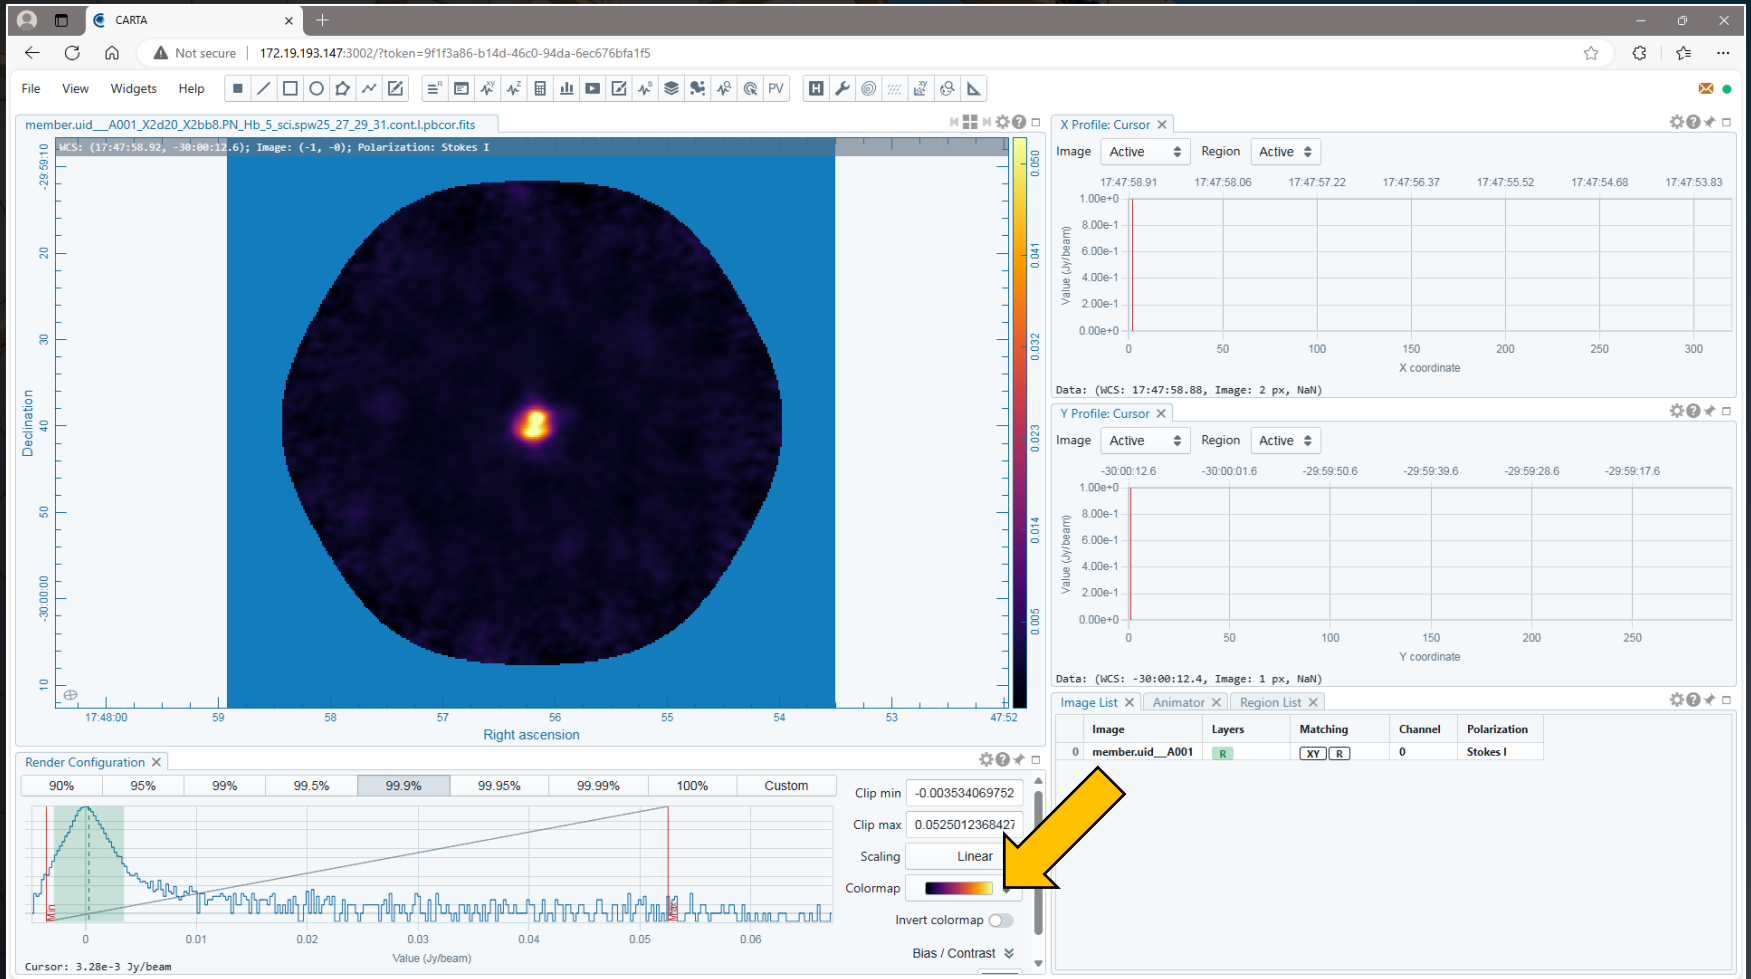 CARTA
Not secure 172.19.193.147:3002/?token=9f1f3a86-b14d-46c0-94da-6ec676bfa1f5
File View Widgets Help
PV
member.uid___A001_X2d20_X2bb8.PN_Hb_5_sci.spw25_27_29_31.cont.I.pbcor.fits
WCS: (17:47:58.92, -30:00:12.6); Image: (-1, -0); Polarization: Stokes I
-29:59:10
20
30
40
50
-30:00:00
10
Declination
17:48:00 59 58 57 56 55 54 53 47:52
Right ascension
0.050
0.041
0.032
0.023
0.014
0.005
X Profile: Cursor
Image Active Region Active
17:47:58.91 17:47:58.06 17:47:57.22 17:47:56.37 17:47:55.52 17:47:54.68 17:47:53.83
1.00e+0
8.00e-1
6.00e-1
4.00e-1
2.00e-1
0.00e+0
Value (Jy/beam)
0 50 100 150 200 250 300
X coordinate
Data: (WCS: 17:47:58.88, Image: 2 px, NaN)
Y Profile: Cursor
Image Active Region Active
-30:00:12.6 -30:00:01.6 -29:59:50.6 -29:59:39.6 -29:59:28.6 -29:59:17.6
1.00e+0
8.00e-1
6.00e-1
4.00e-1
2.00e-1
0.00e+0
Value (Jy/beam)
0 50 100 150 200 250
Y coordinate
Data: (WCS: -30:00:12.4, Image: 1 px, NaN)
Image List Animator Region List
Image Layers Matching Channel Polarization
0 member.uid___A001 R XY R 0 Stokes I
Render Configuration
90% 95% 99% 99.5% 99.9% 99.95% 99.99% 100% Custom
Min
Max
0 0.01 0.02 0.03 0.04 0.05 0.06
Value (Jy/beam)
Cursor: 3.28e-3 Jy/beam
Clip min -0.003534069752
Clip max 0.0525012368427
Scaling Linear
Colormap
Invert colormap
Bias / Contrast